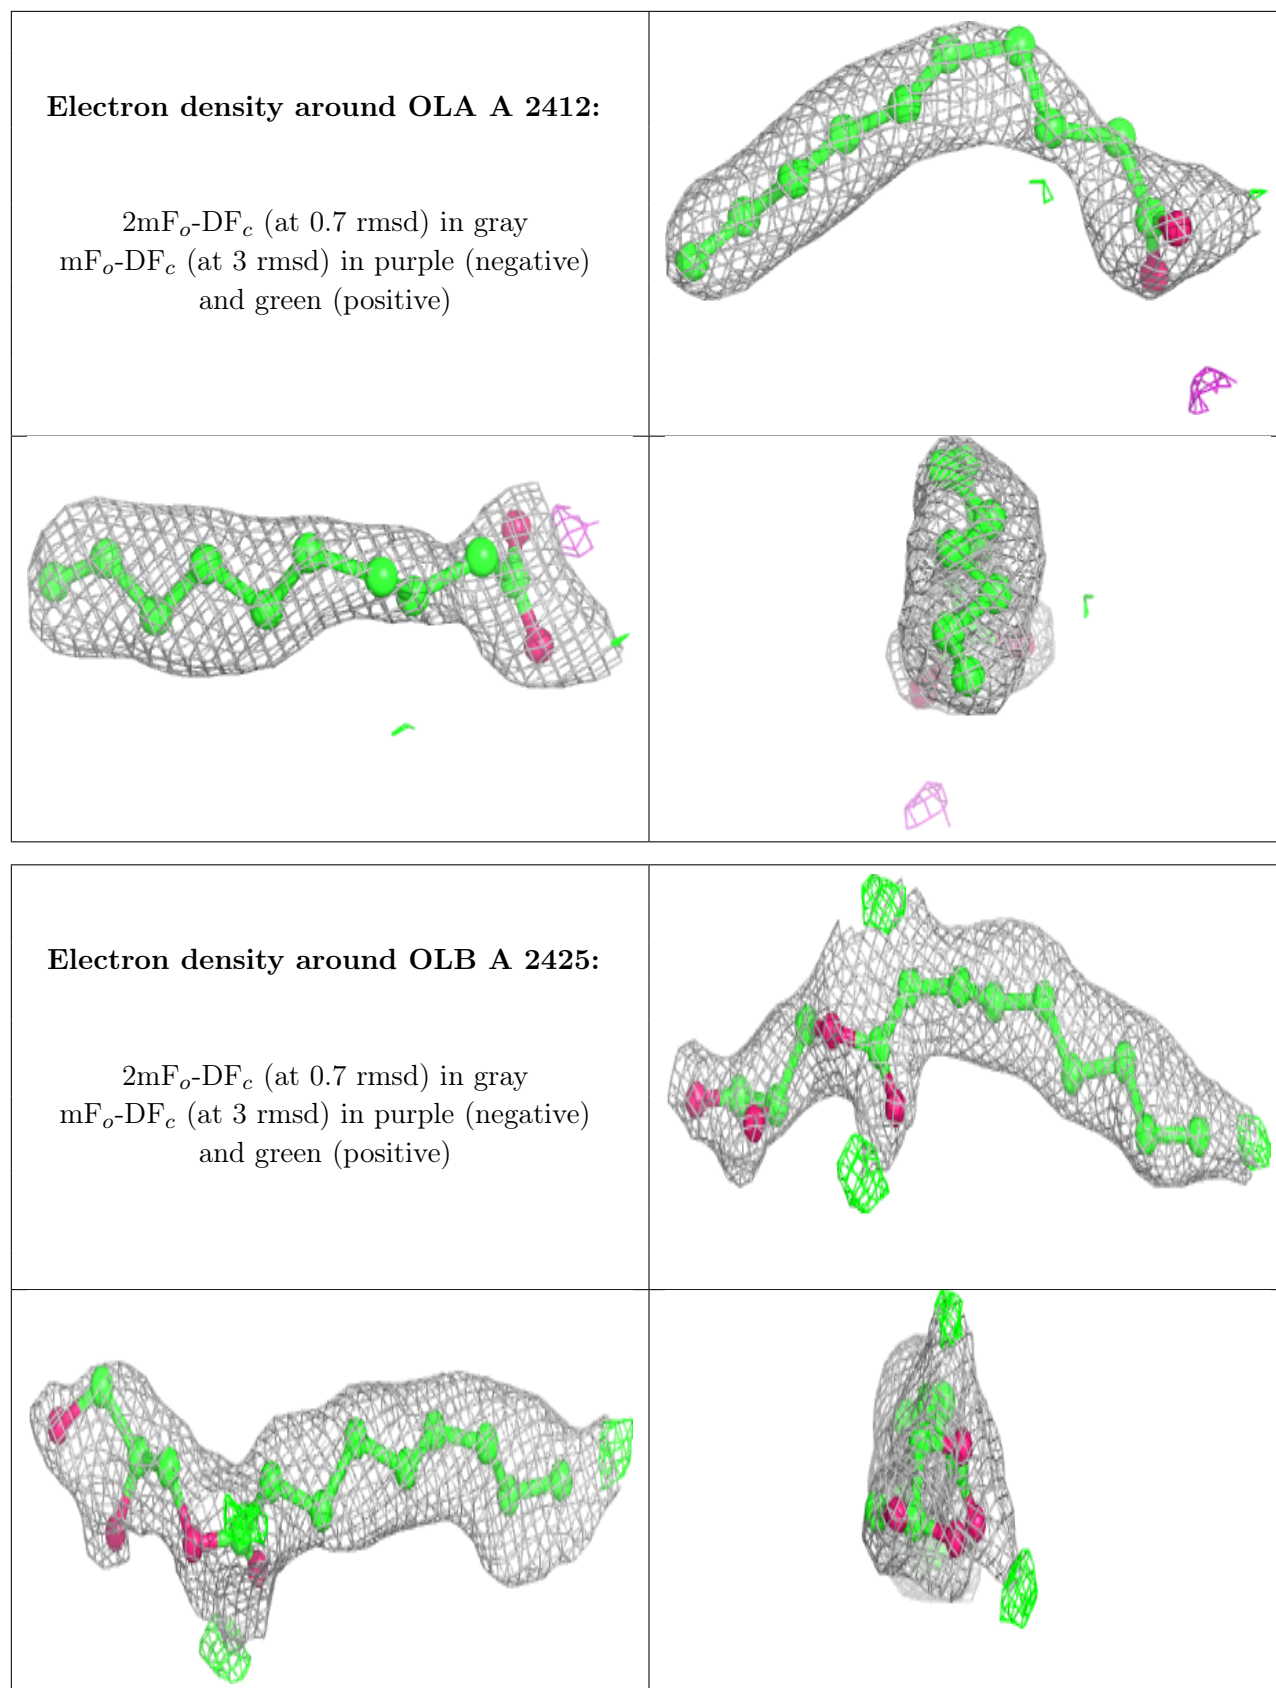 Electron density around OLA A 2412:
2mFo-DFc (at 0.7 rmsd) in gray
mFo-DFc (at 3 rmsd) in purple (negative)
and green (positive)
Electron density around OLB A 2425:
2mFo-DFc (at 0.7 rmsd) in gray
mFo-DFc (at 3 rmsd) in purple (negative)
and green (positive)